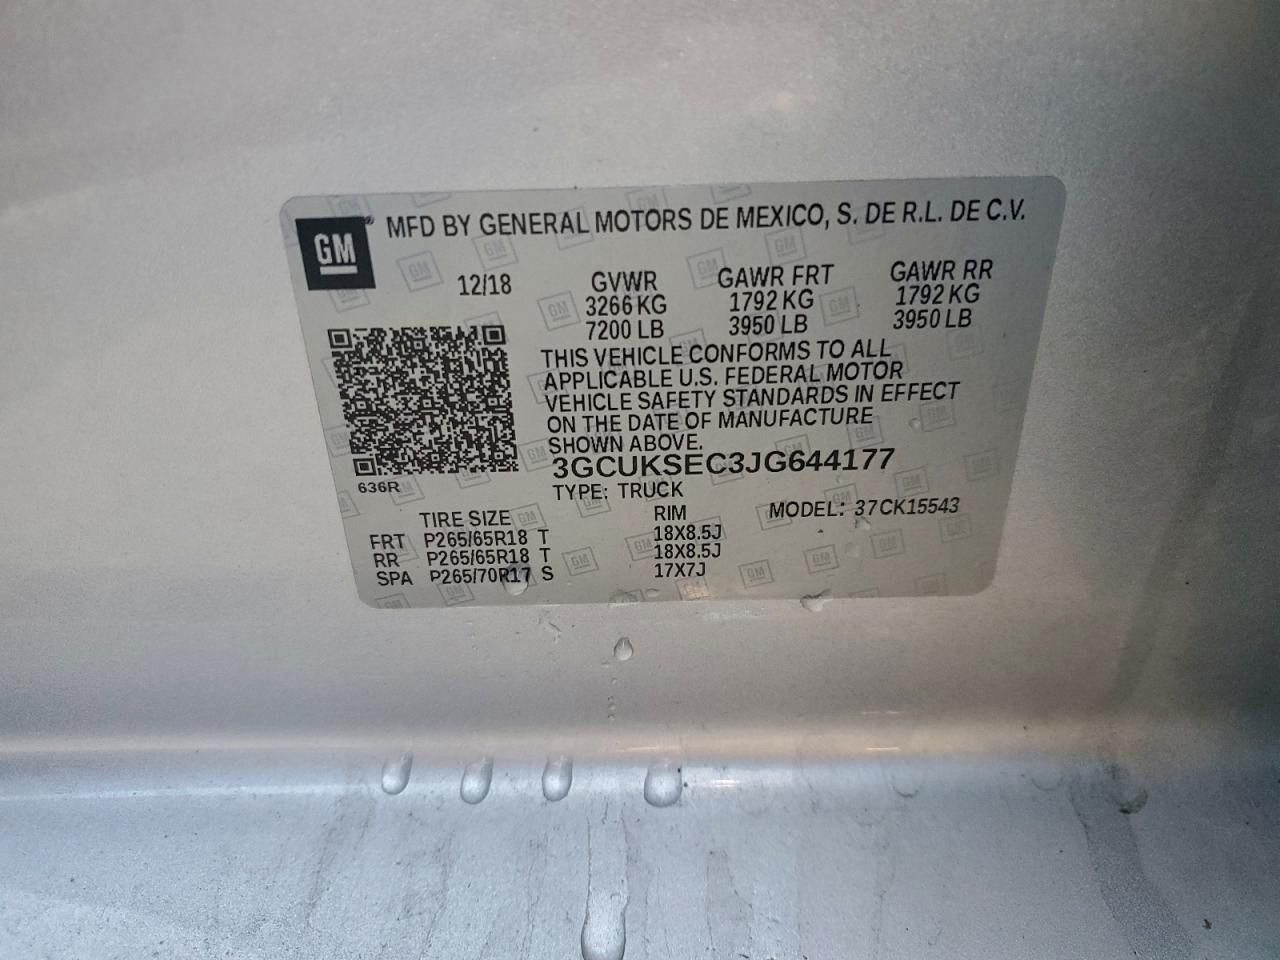 GM
MFD BY GENERAL MOTORS DE MEXICO, S. DE R.L. DE C.V.
12/18 GVWR GAWR FRT GAWR RR
3266 KG 1792 KG 1792 KG
7200 LB 3950 LB 3950 LB
THIS VEHICLE CONFORMS TO ALL
APPLICABLE U.S. FEDERAL MOTOR
VEHICLE SAFETY STANDARDS IN EFFECT
ON THE DATE OF MANUFACTURE
SHOWN ABOVE.
3GCUKSEC3JG644177
636R
TYPE: TRUCK
TIRE SIZE RIM MODEL: 37CK15543
FRT P265/65R18 T 18X8.5J
RR P265/65R18 T 18X8.5J
SPA P265/70R17 S 17X7J